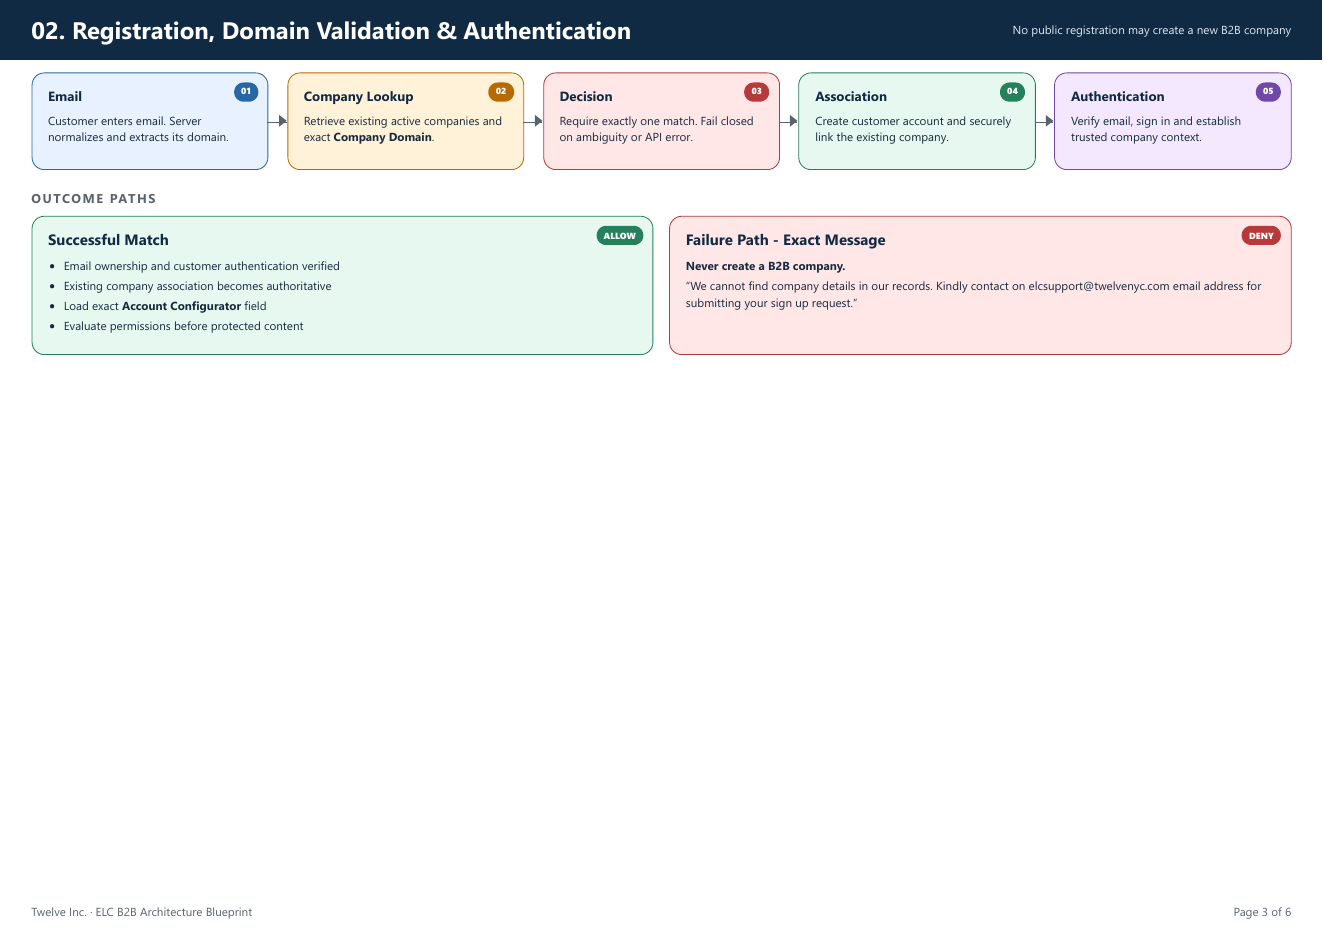 02. Registration, Domain Validation & Authentication
No public registration may create a new B2B company
Email
01
Customer enters email. Server
normalizes and extracts its domain.
Company Lookup
02
Retrieve existing active companies and
exact Company Domain.
Decision
03
Require exactly one match. Fail closed
on ambiguity or API error.
Association
04
Create customer account and securely
link the existing company.
Authentication
05
Verify email, sign in and establish
trusted company context.
OUTCOME PATHS
Successful Match
ALLOW
• Email ownership and customer authentication verified
• Existing company association becomes authoritative
• Load exact Account Configurator field
• Evaluate permissions before protected content
Failure Path - Exact Message
DENY
Never create a B2B company.
“We cannot find company details in our records. Kindly contact on elcsupport@twelvenyc.com email address for
submitting your sign up request.”
Twelve Inc. · ELC B2B Architecture Blueprint
Page 3 of 6